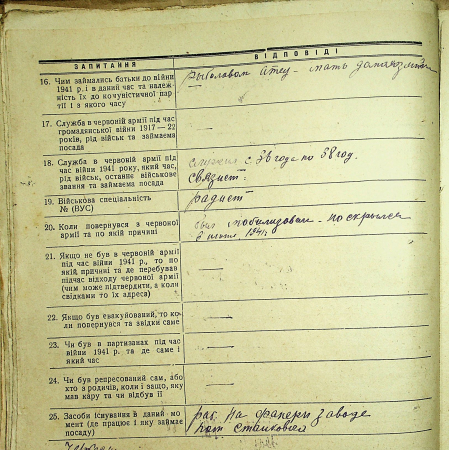 ЗАПИТАННЯ
ВІДПОВІДІ
16. Чим займались батьки до війни
1941 р. і в даний час та належ-
ність їх до комуністичної пар-
тії і з якого часу
рыболовом отец - мать
—
17. Служба в червоній армії під час
громадянської війни 1917—22
років, рід військ та займаема
посада
—
18. Служба в червоній армії під
час війни 1941 року, який час,
рід військ, останнє військове
звання та займаема посада
служил с 36 года по 38 год.
связист.
19. Військова спеціяльність
№ (ВУС)
радист
20. Коли повернувся з червоної
армії та по якій причині
был мобилизован - но скрылся
в июле 1941г.
21. Якщо не був в червоній армії
під час війни 1941 р., то по
якій причині та де перебував
підчас відходу червоної армії
(чим може підтвердити, а коли
свідками то їх адреса)
—
22. Якщо був евакуйований, то ко-
ли повернувся та звідки саме
—
23. Чи був в партизанах під час
війни 1941 р. та де саме і
який час
—
24. Чи був репресований сам, або
хто з родичів, коли і защо, яку
мав кару та чи відбув її
—
25. Засоби існування в даний мо-
мент (де працює і яку займає
посаду)
раб. на фанеры заводе